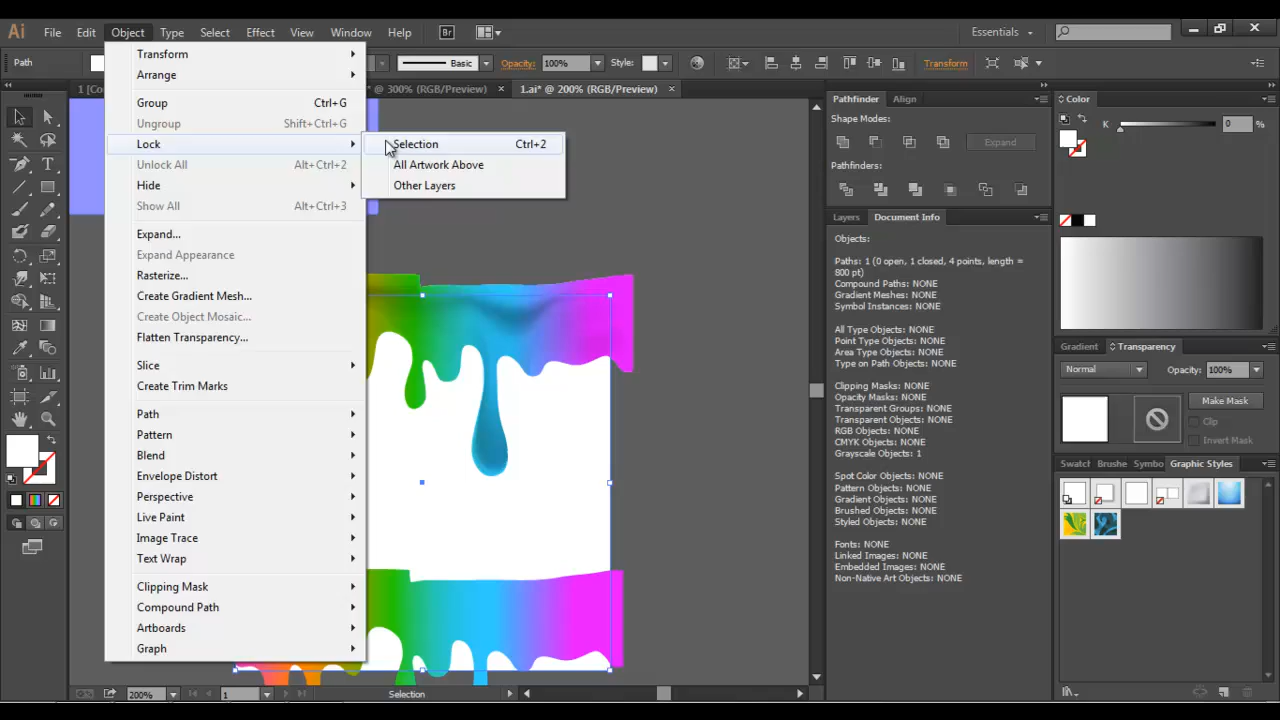 Ai File Edit Object Type Select Effect View Window Help Br Essentials
Path Basic Opacity: 100% Style: Transform
1 [Co * @ 300% (RGB/Preview) × 1.ai* @ 200% (RGB/Preview) ×
Transform
Arrange
Group Ctrl+G
Ungroup Shift+Ctrl+G
Lock
Unlock All Alt+Ctrl+2
Hide
Show All Alt+Ctrl+3
Expand...
Expand Appearance
Rasterize...
Create Gradient Mesh...
Create Object Mosaic...
Flatten Transparency...
Slice
Create Trim Marks
Path
Pattern
Blend
Envelope Distort
Perspective
Live Paint
Image Trace
Text Wrap
Clipping Mask
Compound Path
Artboards
Graph
Selection Ctrl+2
All Artwork Above
Other Layers
Pathfinder Align
Shape Modes:
Expand
Pathfinders:
Layers Document Info
Objects:
Paths: 1 (0 open, 1 closed, 4 points, length =
800 pt)
Compound Paths: NONE
Gradient Meshes: NONE
Symbol Instances: NONE
All Type Objects: NONE
Point Type Objects: NONE
Area Type Objects: NONE
Type on Path Objects: NONE
Clipping Masks: NONE
Opacity Masks: NONE
Transparent Groups: NONE
Transparent Objects: NONE
RGB Objects: NONE
CMYK Objects: NONE
Grayscale Objects: 1
Spot Color Objects: NONE
Pattern Objects: NONE
Gradient Objects: NONE
Brushed Objects: NONE
Styled Objects: NONE
Fonts: NONE
Linked Images: NONE
Embedded Images: NONE
Non-Native Art Objects: NONE
Color
K 0 %
Gradient Transparency
Normal Opacity: 100%
Make Mask
Clip
Invert Mask
Swatch Brushe Symbo Graphic Styles
200% 1 Selection